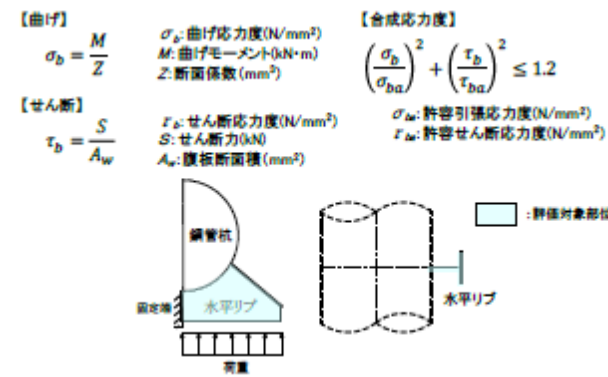 【曲げ】
σb = M/Z
σb: 曲げ応力度(N/mm²)
M: 曲げモーメント(kN・m)
Z: 断面係数(mm³)
【せん断】
τb = S/Aw
τb: せん断応力度(N/mm²)
S: せん断力(kN)
Aw: 腹板断面積(mm²)
【合成応力度】
(σb/σba)² + (τb/τba)² ≤ 1.2
σba: 許容引張応力度(N/mm²)
τba: 許容せん断応力度(N/mm²)
鋼管杭
固定端
水平リブ
荷重
:評価対象部位
水平リブ